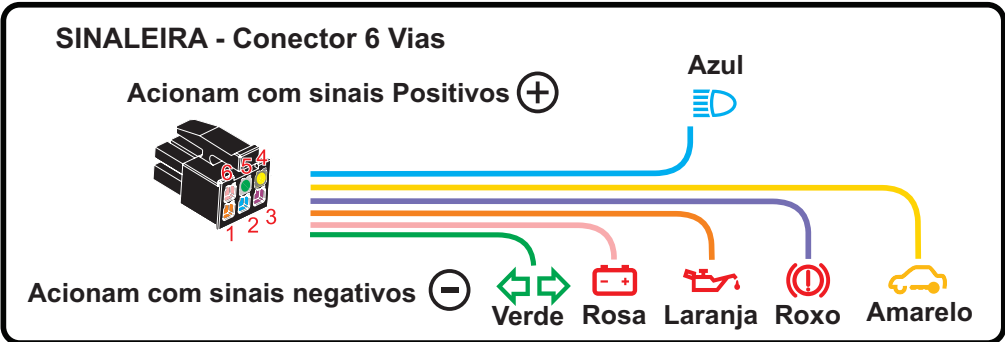 SINALEIRA - Conector 6 Vias
Azul
Acionam com sinais Positivos +
6 5 4
1 2 3
Acionam com sinais negativos -
Verde Rosa Laranja Roxo Amarelo